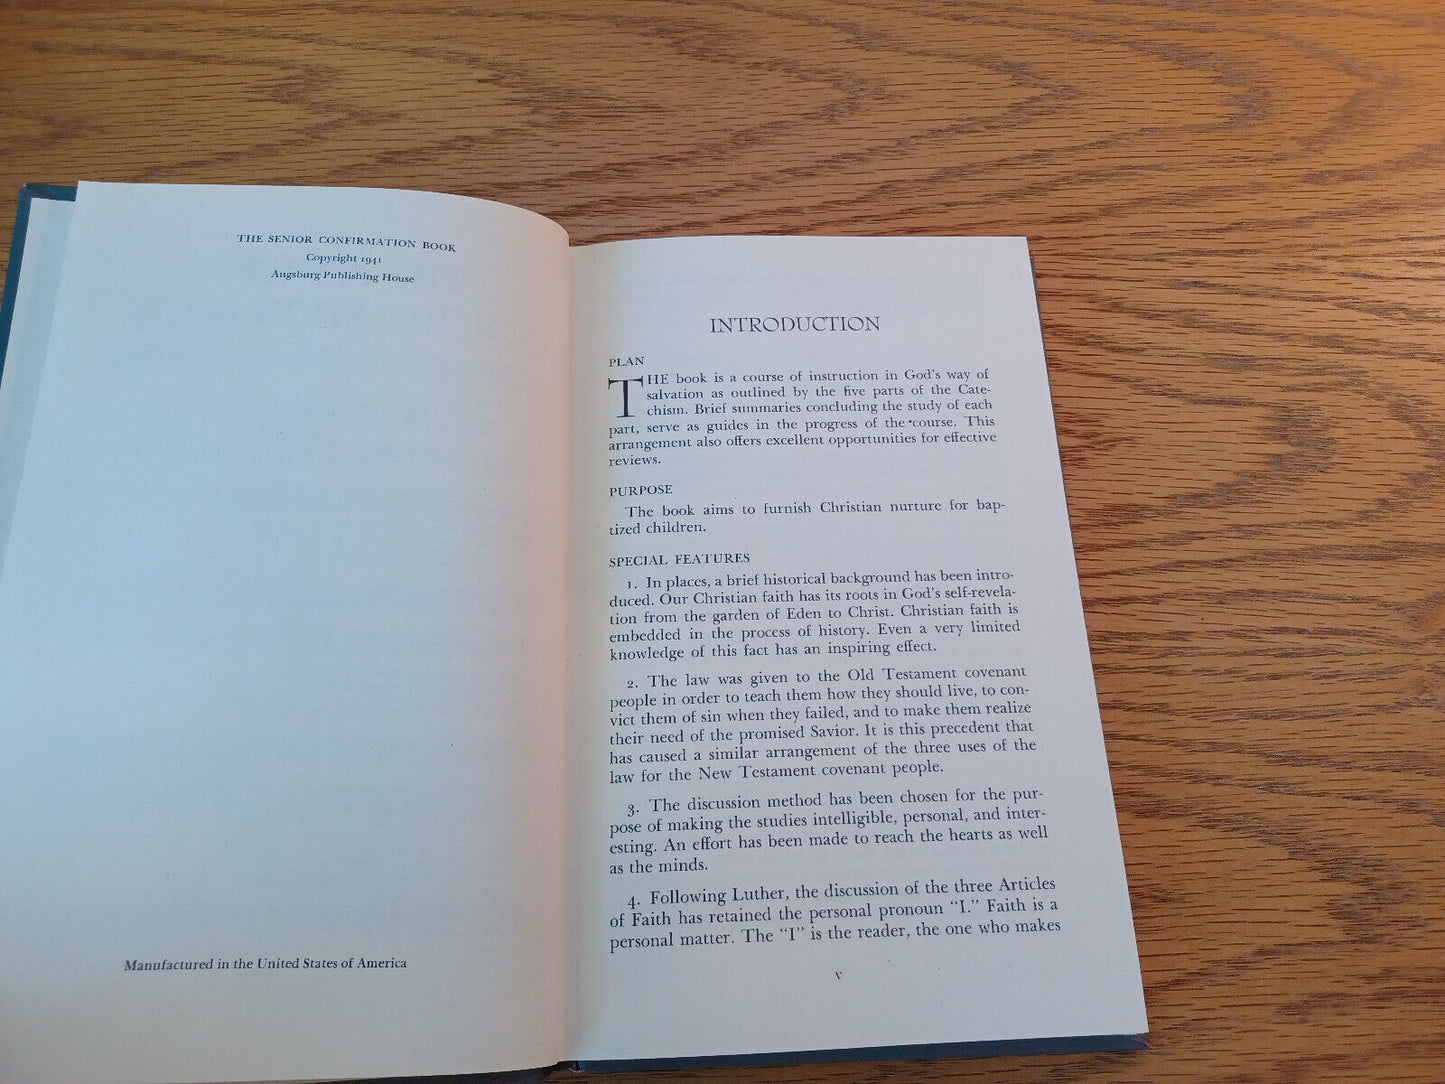 THE SENIOR CONFIRMATION BOOK
Copyright 1941
Augsburg Publishing House
Manufactured in the United States of America
INTRODUCTION
PLAN
THE book is a course of instruction in God's way of
salvation as outlined by the five parts of the Cate-
chism. Brief summaries concluding the study of each
part, serve as guides in the progress of the course. This
arrangement also offers excellent opportunities for effective
reviews.
PURPOSE
The book aims to furnish Christian nurture for bap-
tized children.
SPECIAL FEATURES
1. In places, a brief historical background has been intro-
duced. Our Christian faith has its roots in God's self-revela-
tion from the garden of Eden to Christ. Christian faith is
embedded in the process of history. Even a very limited
knowledge of this fact has an inspiring effect.
2. The law was given to the Old Testament covenant
people in order to teach them how they should live, to con-
vict them of sin when they failed, and to make them realize
their need of the promised Savior. It is this precedent that
has caused a similar arrangement of the three uses of the
law for the New Testament covenant people.
3. The discussion method has been chosen for the pur-
pose of making the studies intelligible, personal, and inter-
esting. An effort has been made to reach the hearts as well
as the minds.
4. Following Luther, the discussion of the three Articles
of Faith has retained the personal pronoun "I." Faith is a
personal matter. The "I" is the reader, the one who makes
v